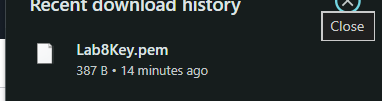 Recent download history
Close
Lab8Key.pem
387 B • 14 minutes ago